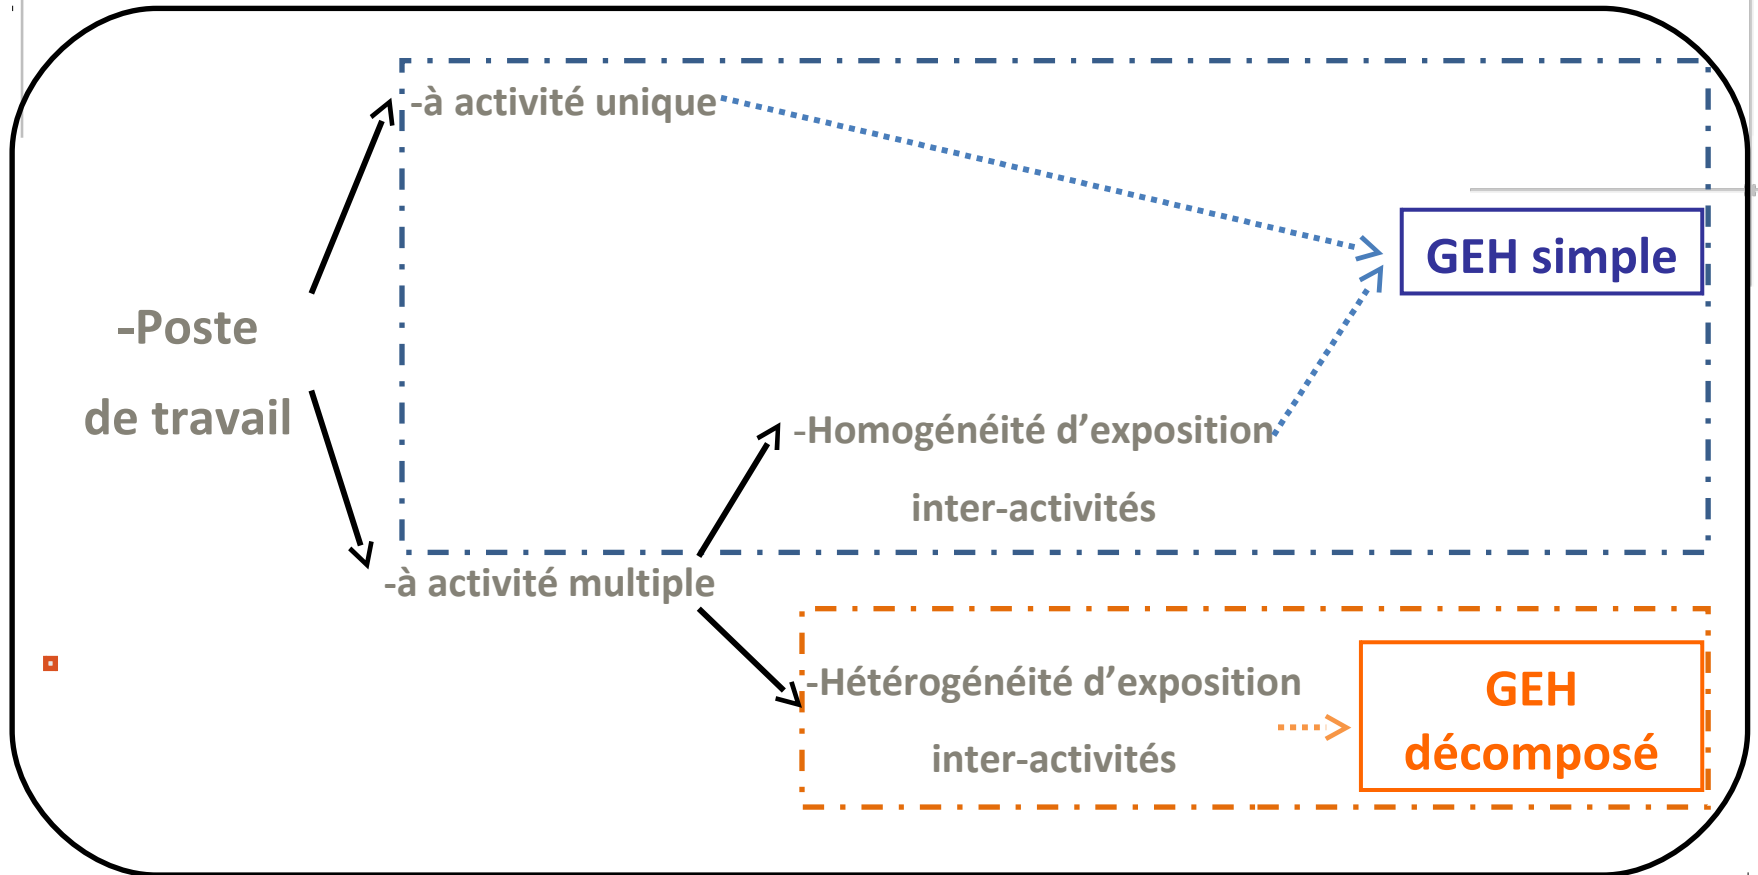 -à activité unique
GEH simple
-Poste
de travail
-Homogénéité d’exposition
inter-activités
-à activité multiple
-Hétérogénéité d’exposition
inter-activités
GEH
décomposé